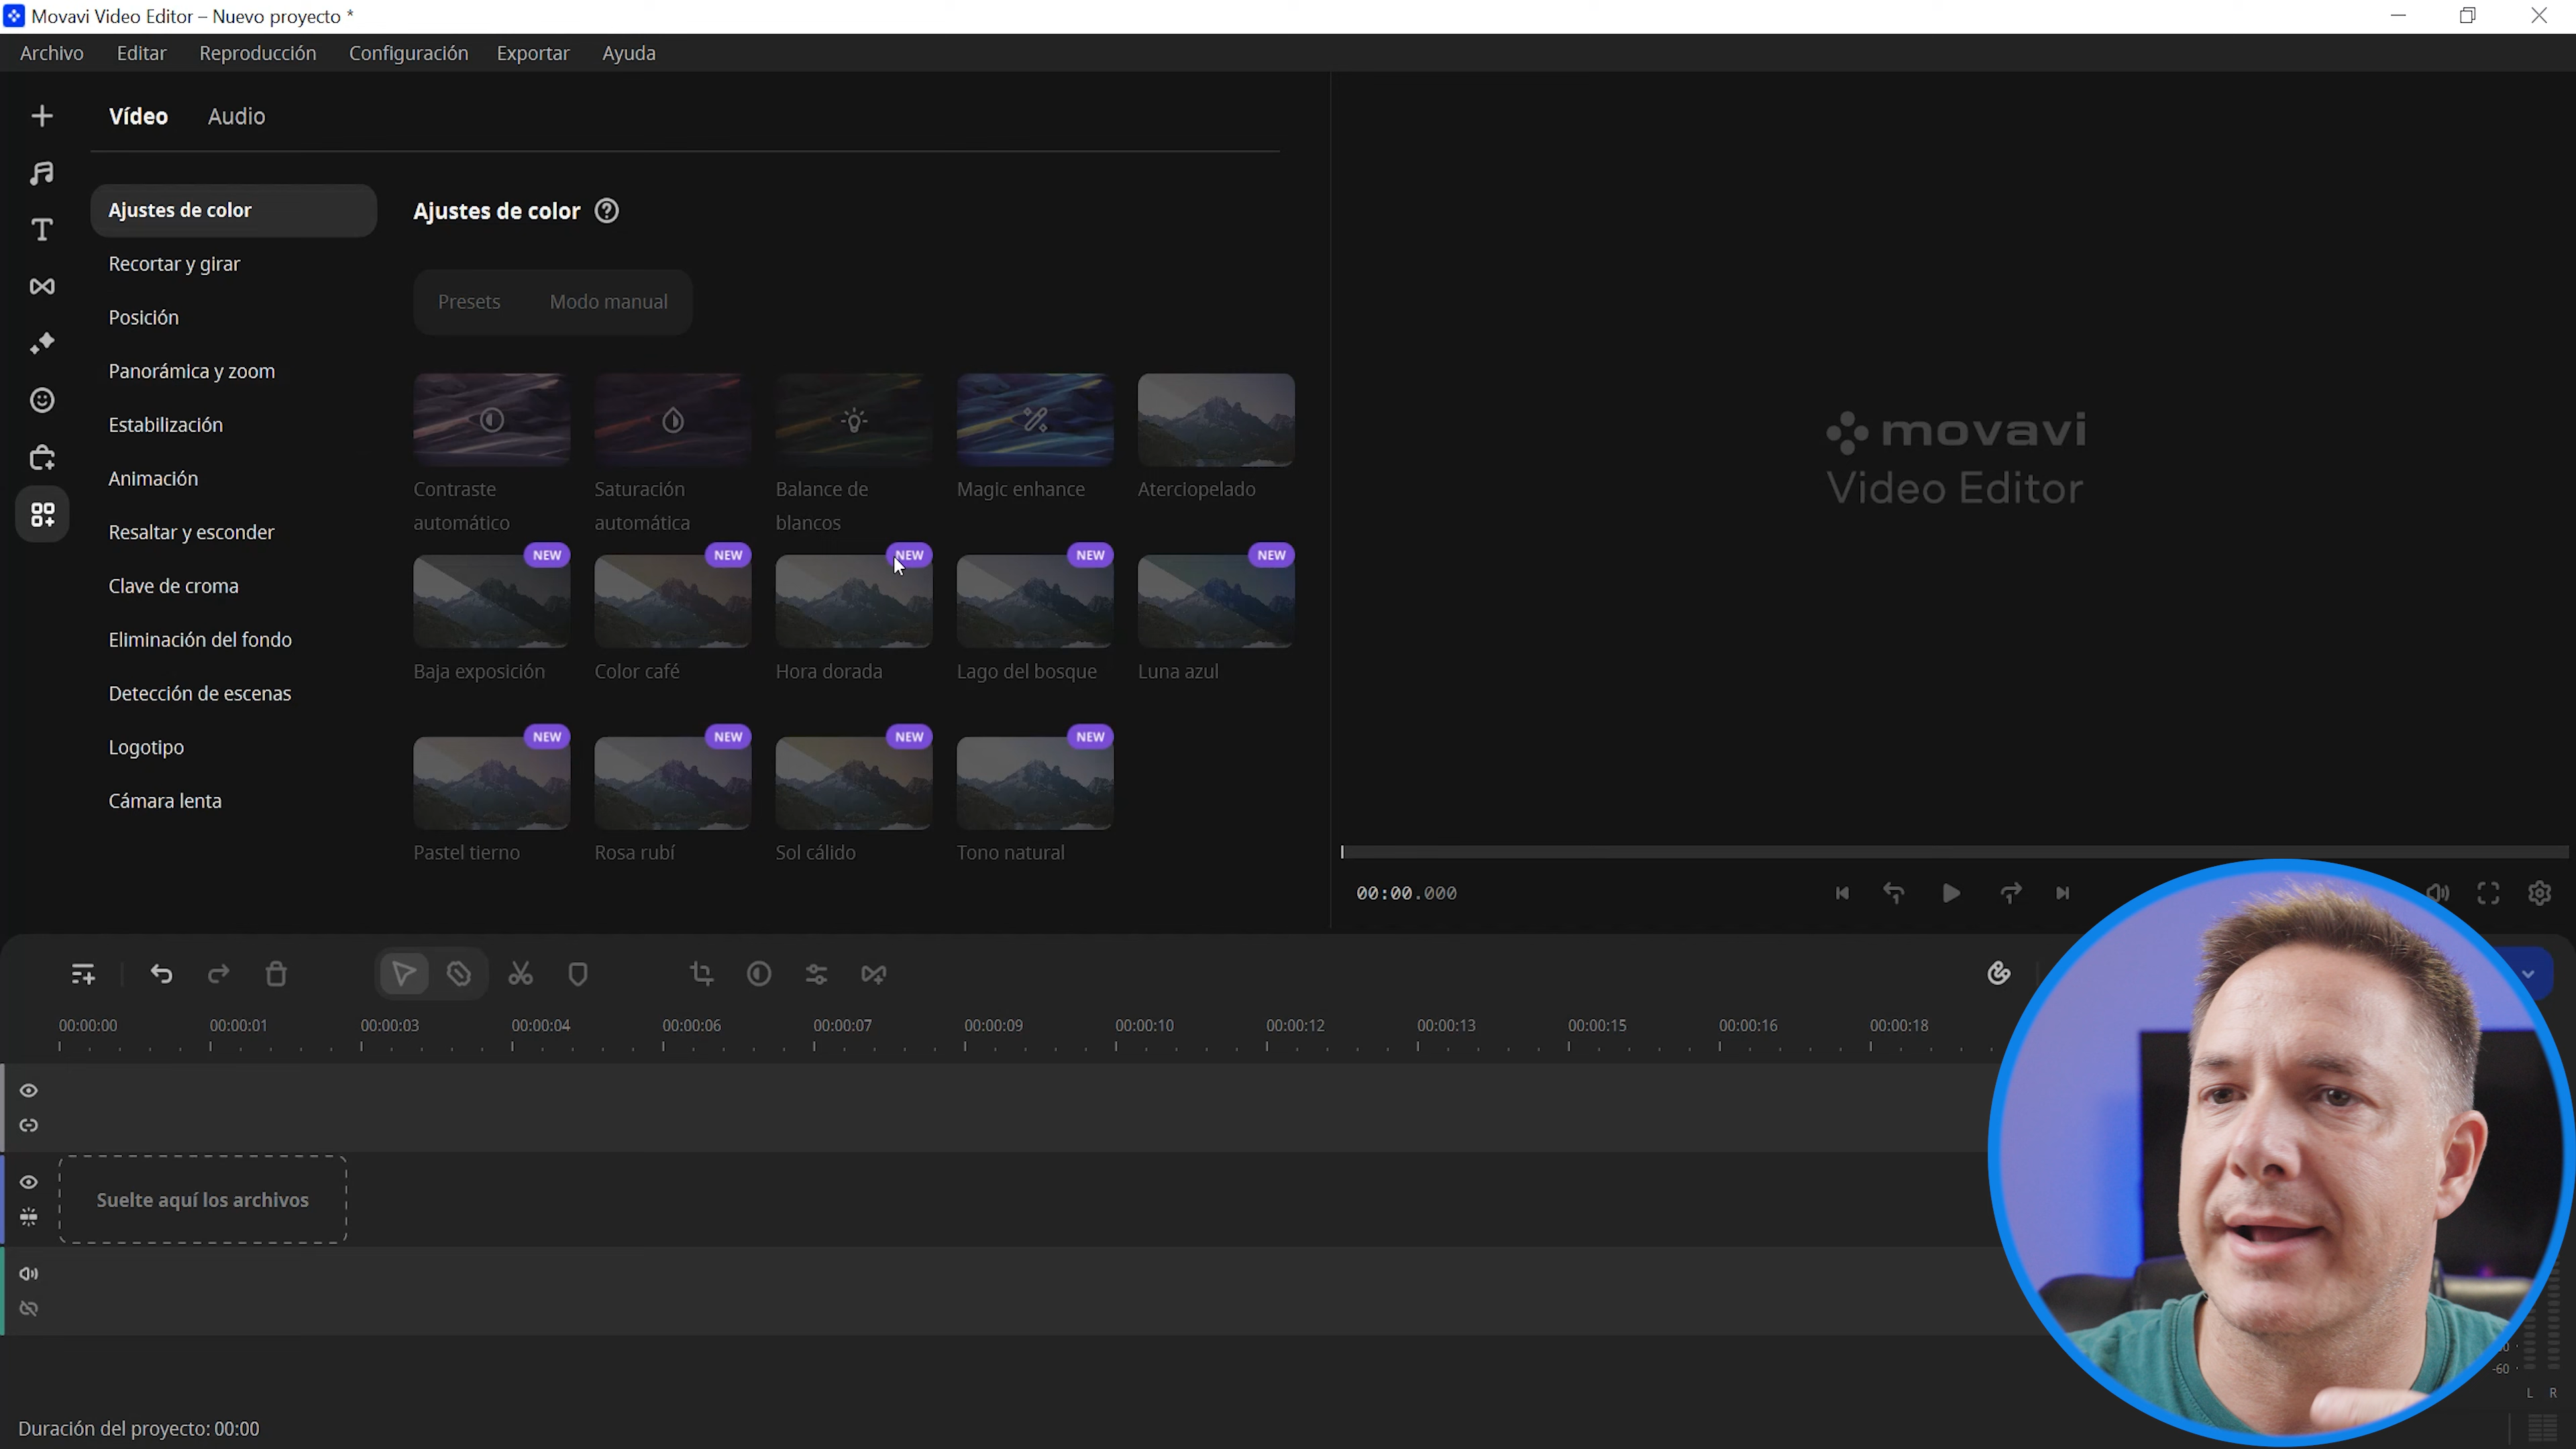 Movavi Video Editor – Nuevo proyecto *
Archivo Editar Reproducción Configuración Exportar Ayuda
Vídeo Audio
Ajustes de color
Recortar y girar
Posición
Panorámica y zoom
Estabilización
Animación
Resaltar y esconder
Clave de croma
Eliminación del fondo
Detección de escenas
Logotipo
Cámara lenta
Ajustes de color
Presets Modo manual
Contraste automático
Saturación automática
Balance de blancos
Magic enhance
Aterciopelado
NEW NEW NEW NEW NEW
Baja exposición Color café Hora dorada Lago del bosque Luna azul
NEW NEW NEW NEW
Pastel tierno Rosa rubí Sol cálido Tono natural
movavi
Video Editor
00:00.000
00:00:00 00:00:01 00:00:03 00:00:04 00:00:06 00:00:07 00:00:09 00:00:10 00:00:12 00:00:13 00:00:15 00:00:16 00:00:18
Suelte aquí los archivos
-60
L R
Duración del proyecto: 00:00